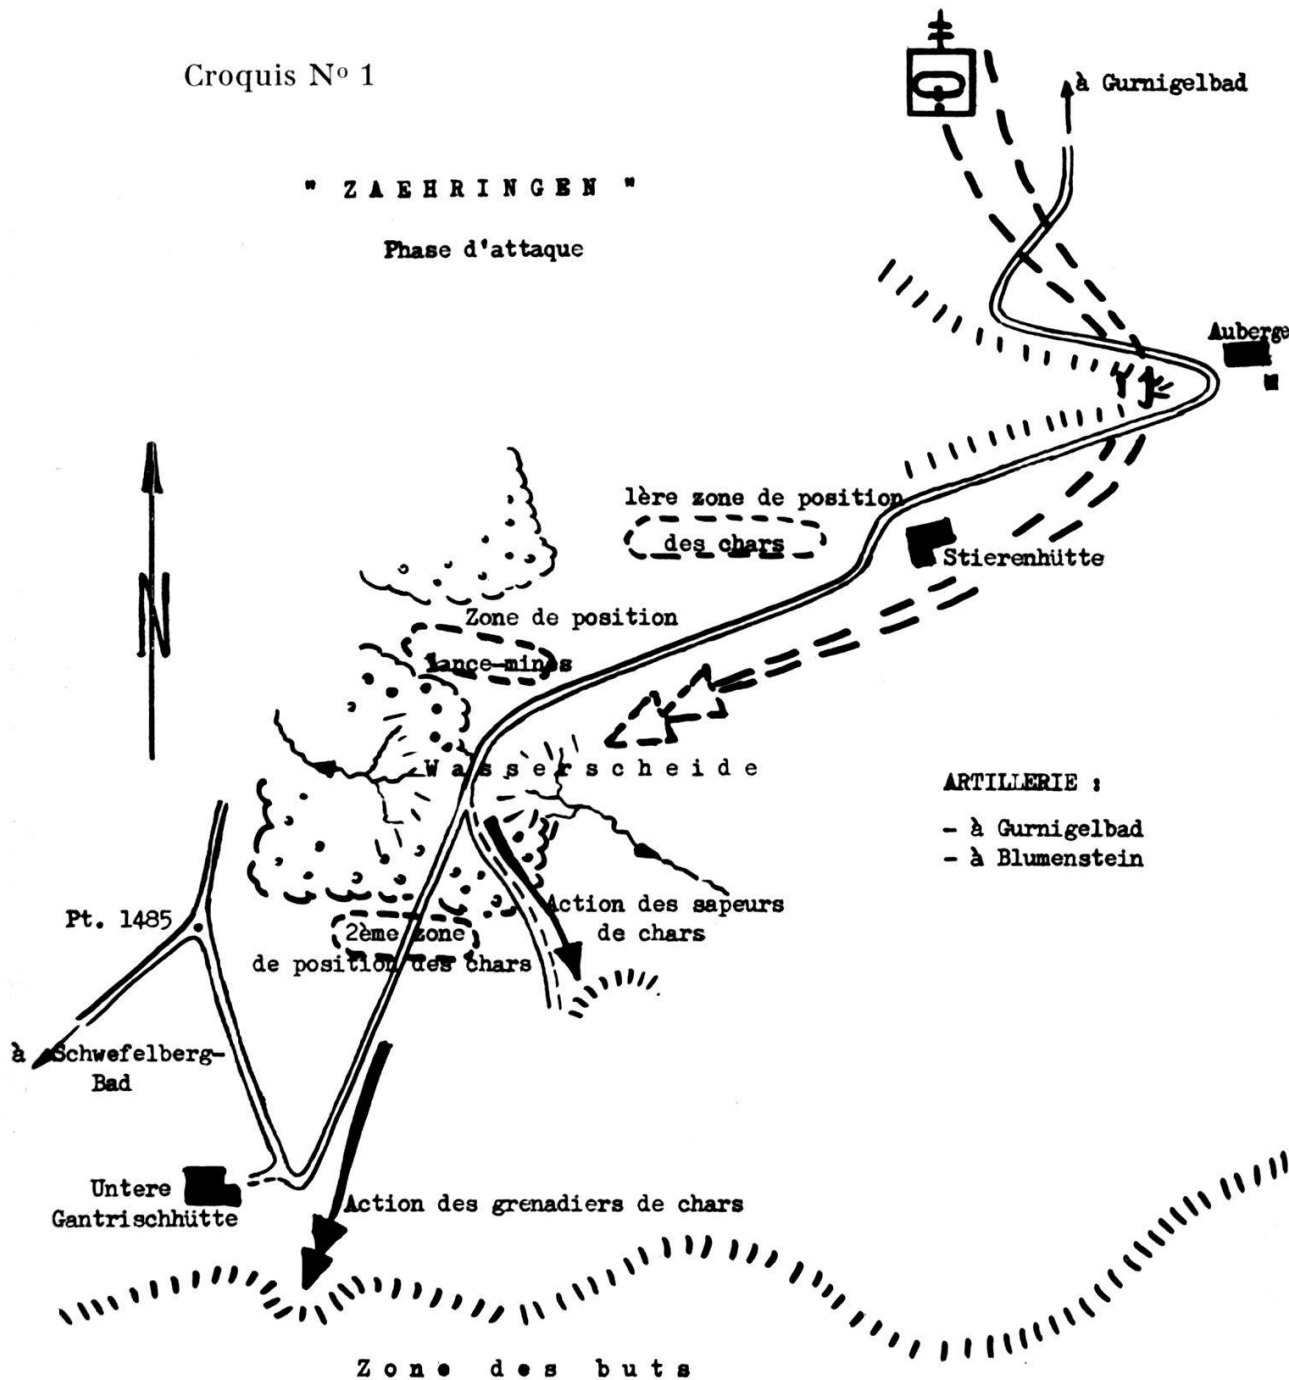 Croquis Nº 1
à Gurnigelbad
" ZAEHRINGEN "
Phase d'attaque
Auberge
1ère zone de position
des chars
Stierenhütte
Zone de position
lance-mines
N
Wasserscheide
ARTILLERIE :
- à Gurnigelbad
- à Blumenstein
Pt. 1485
Action des sapeurs
de chars
2ème zone
de position des chars
à Schwefelberg-
Bad
Untere
Gantrischhütte
Action des grenadiers de chars
Zone des buts